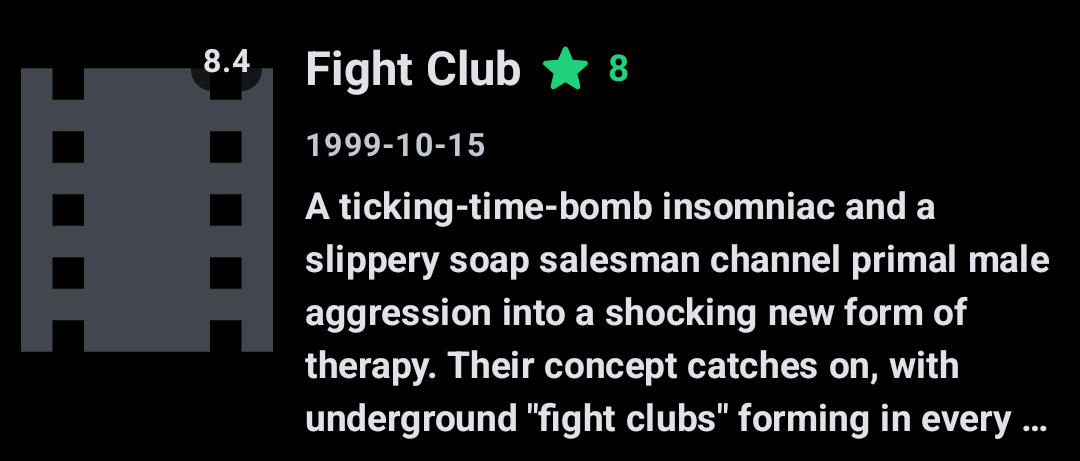 8.4
Fight Club ★ 8
1999-10-15
A ticking-time-bomb insomniac and a
slippery soap salesman channel primal male
aggression into a shocking new form of
therapy. Their concept catches on, with
underground "fight clubs" forming in every ...